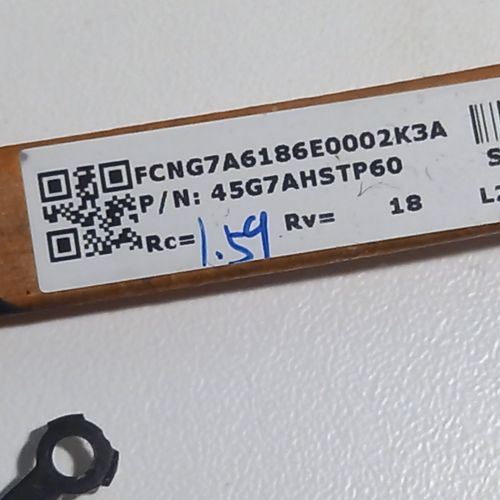 FCNG7A6186E0002K3A
P/N: 45G7AHSTP60
Rc=1.59 Rv= 18